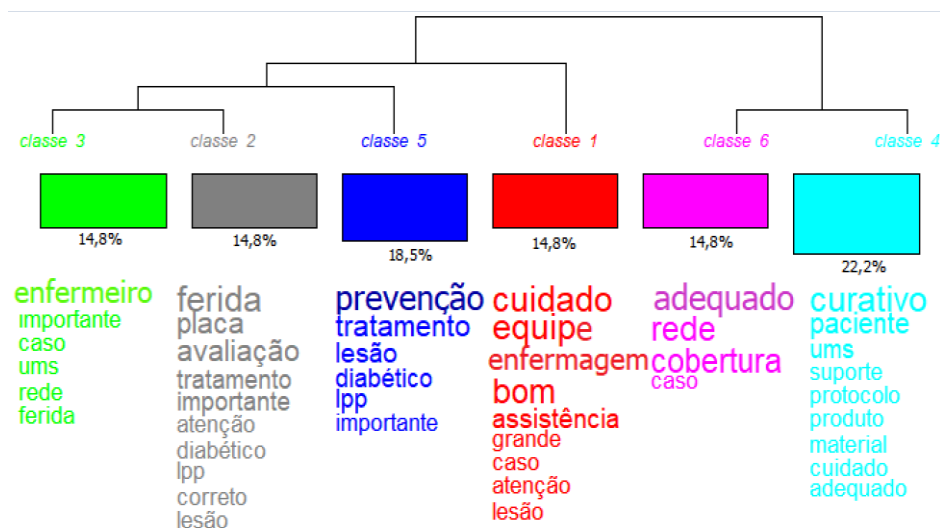 classe 3
classe 2
classe 5
classe 1
classe 6
classe 4
14,8%
14,8%
18,5%
14,8%
14,8%
22,2%
enfermeiro
importante
caso
ums
rede
ferida
ferida
placa
avaliação
tratamento
importante
atenção
diabético
lpp
correto
lesão
prevenção
tratamento
lesão
diabético
lpp
importante
cuidado
equipe
enfermagem
bom
assistência
grande
caso
atenção
lesão
adequado
rede
cobertura
caso
curativo
paciente
ums
suporte
protocolo
produto
material
cuidado
adequado